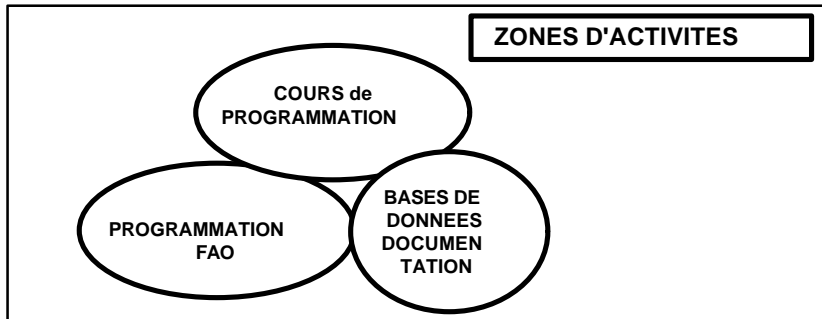 ZONES D'ACTIVITES
COURS de
PROGRAMMATION
PROGRAMMATION
FAO
BASES DE
DONNEES
DOCUMEN
TATION